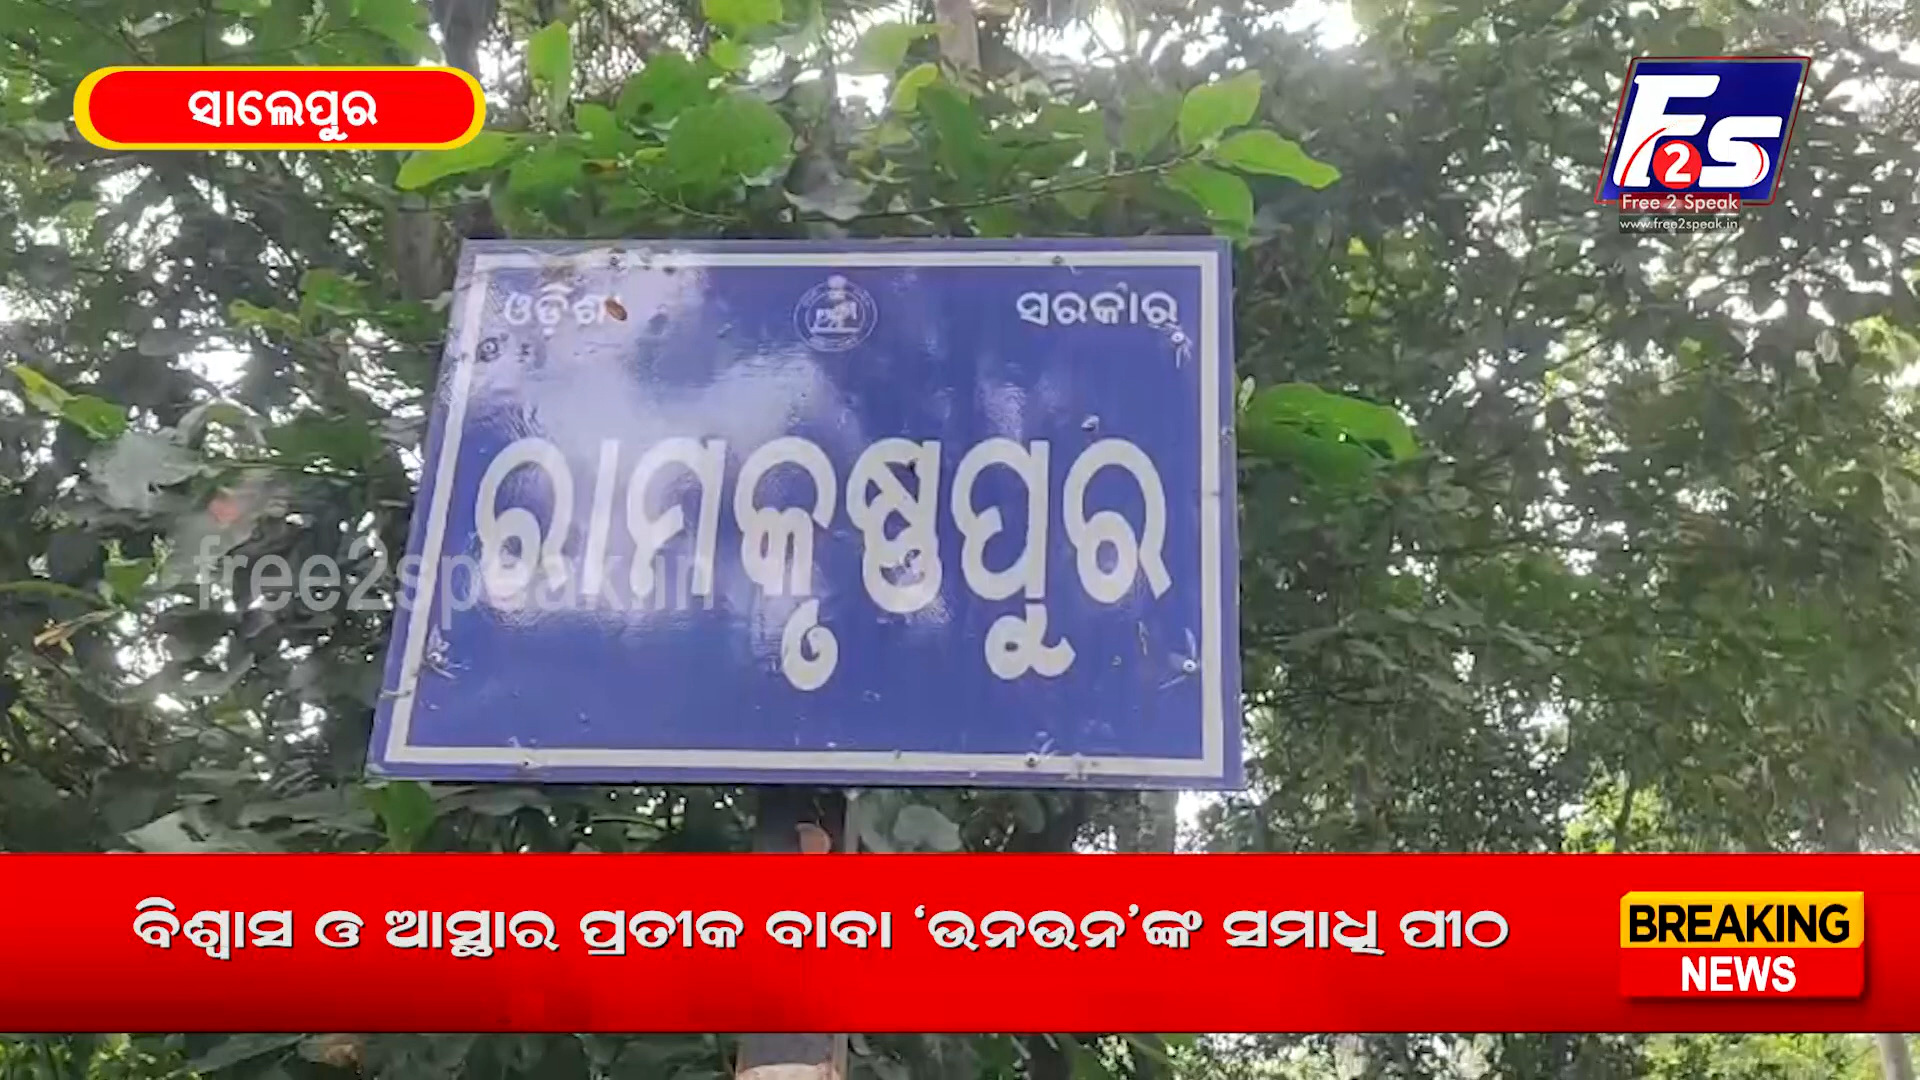 ସାଲେପୁର
F2S
Free 2 Speak
www.free2speak.in
ଓଡ଼ିଶା ସରକାର
ରାମକୃଷ୍ଣପୁର
free2speak.in
ବିଶ୍ୱାସ ଓ ଆସ୍ଥାର ପ୍ରତୀକ ବାବା ‘ଉନଉନ’ଙ୍କ ସମାଧି ପୀଠ
BREAKING
NEWS